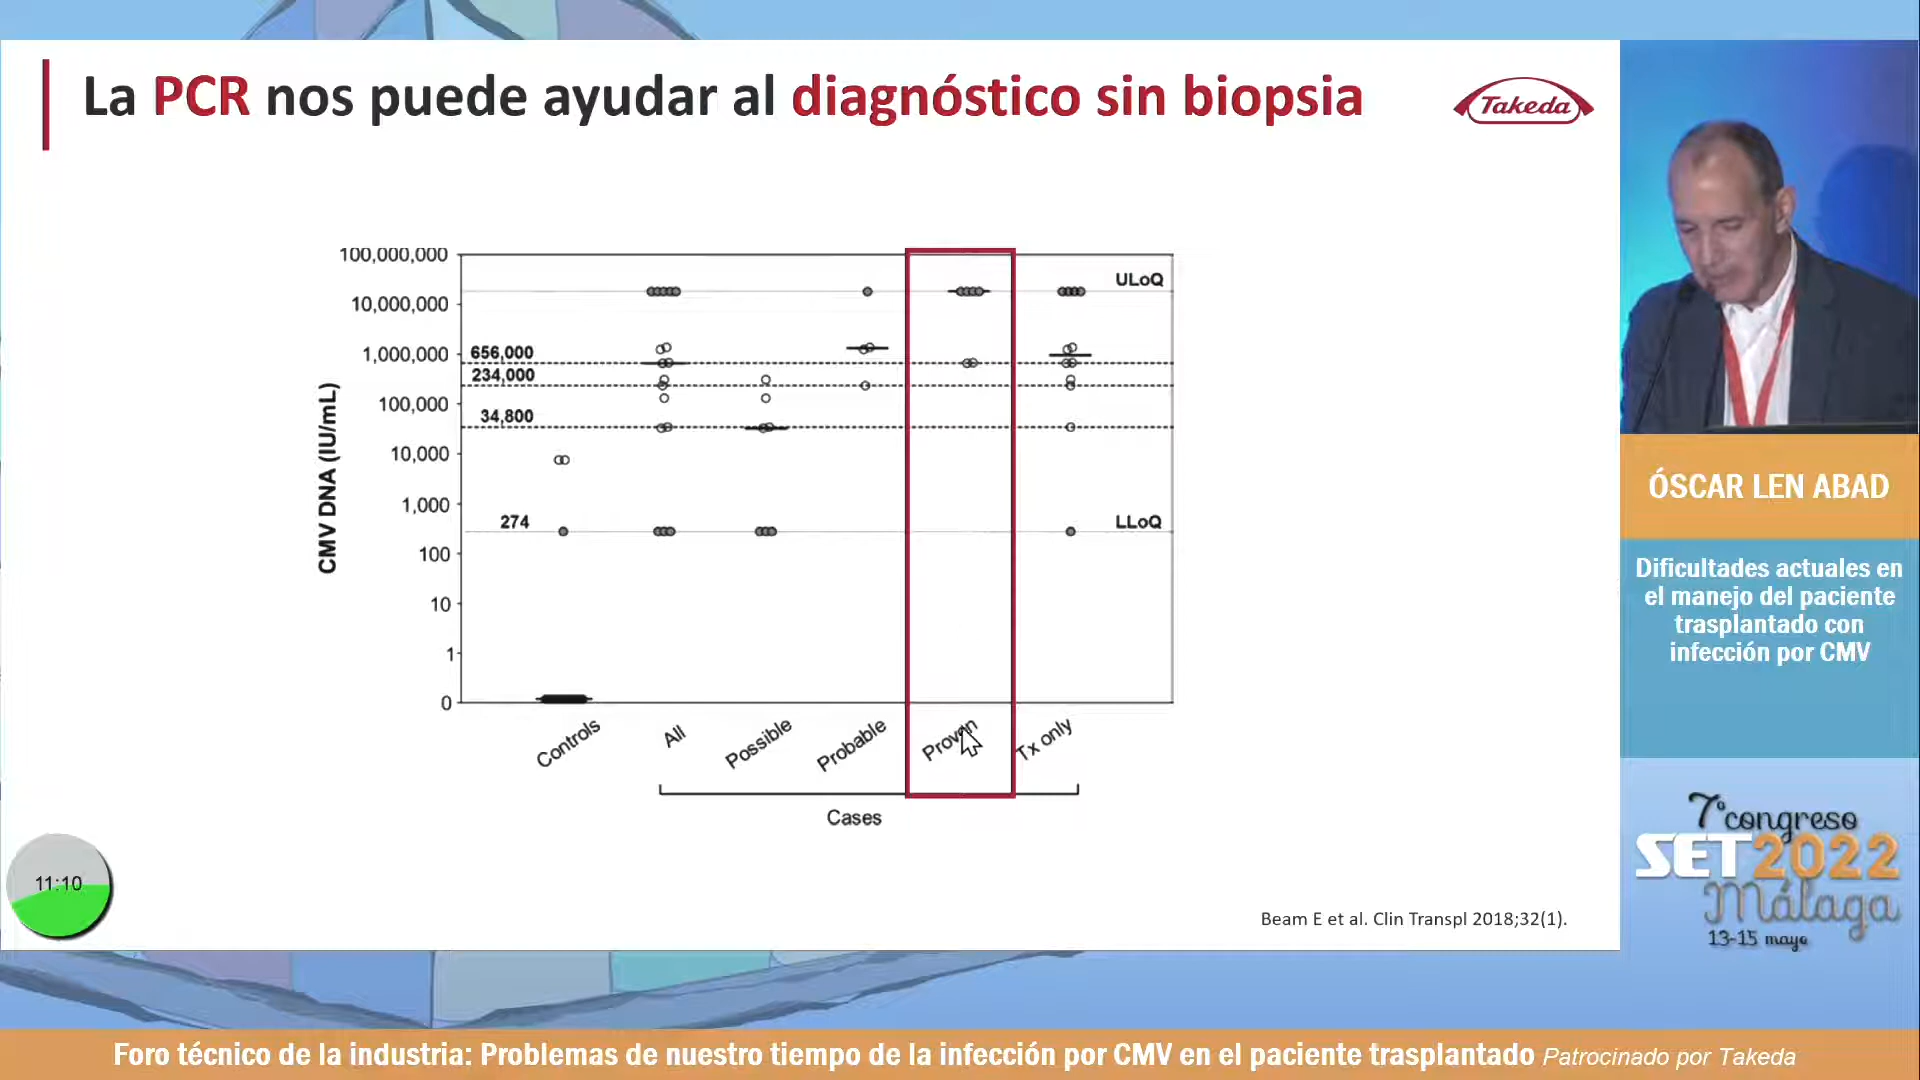 La PCR nos puede ayudar al diagnóstico sin biopsia
Takeda
100,000,000
10,000,000
1,000,000
100,000
10,000
1,000
100
10
1
0
CMV DNA (IU/mL)
656,000
234,000
34,800
274
ULoQ
LLoQ
Controls
All
Possible
Probable
Proven
Tx only
Cases
11:10
Beam E et al. Clin Transpl 2018;32(1).
ÓSCAR LEN ABAD
Dificultades actuales en
el manejo del paciente
trasplantado con
infección por CMV
7º congreso
SET2022
Málaga
13-15 mayo
Foro técnico de la industria: Problemas de nuestro tiempo de la infección por CMV en el paciente trasplantado Patrocinado por Takeda